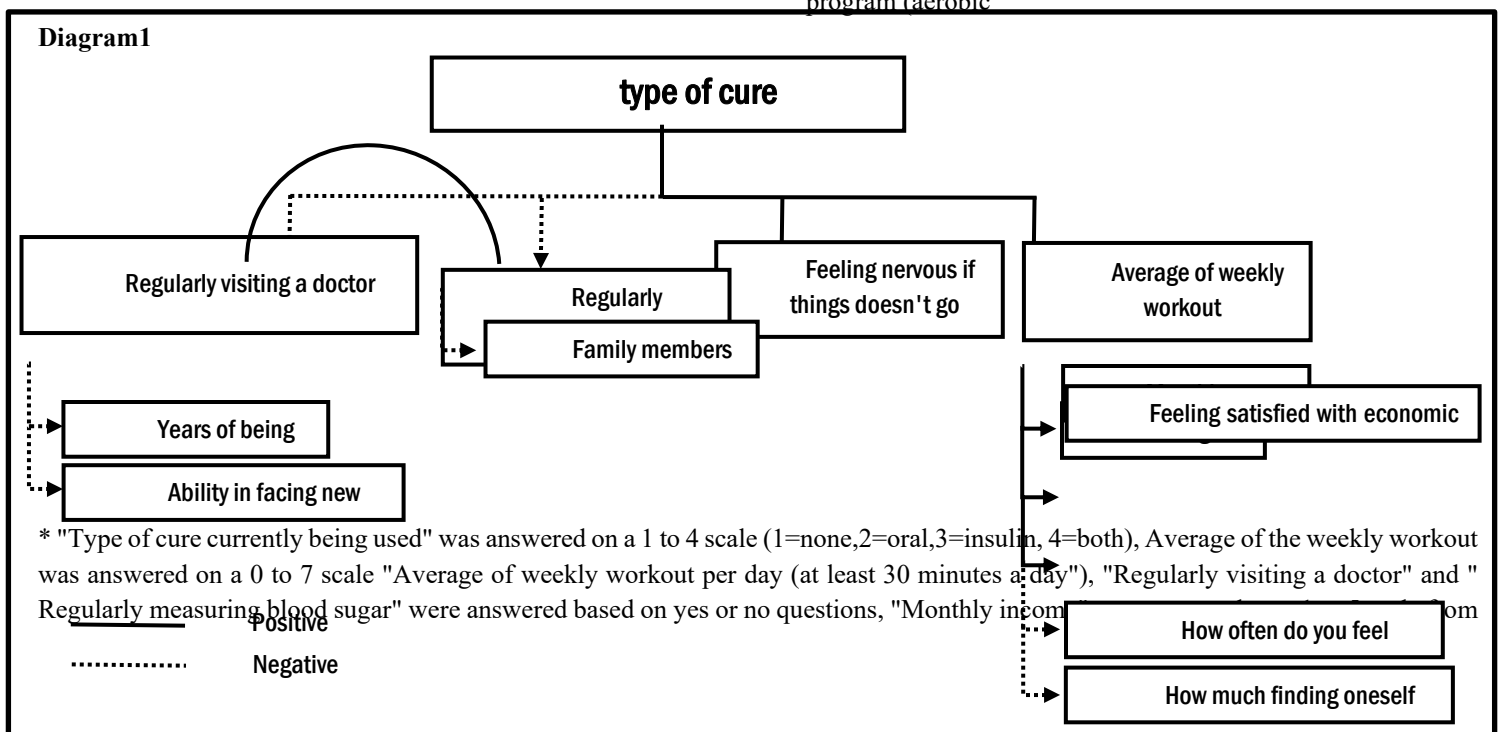 program (aerobic
Diagram1
type of cure
Regularly visiting a doctor
Regularly
Family members
Feeling nervous if
things doesn't go
Average of weekly
workout
Years of being
Ability in facing new
Feeling satisfied with economic
* "Type of cure currently being used" was answered on a 1 to 4 scale (1=none,2=oral,3=insulin, 4=both), Average of the weekly workout
was answered on a 0 to 7 scale "Average of weekly workout per day (at least 30 minutes a day"), "Regularly visiting a doctor" and "
Regularly measuring blood sugar" were answered based on yes or no questions, "Monthly
Positive
Negative
How often do you feel
How much finding oneself